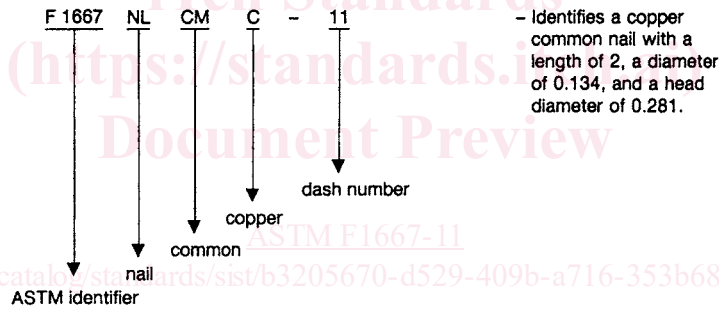 iTeh Standards
F 1667 NL CM C – 11
– Identifies a copper
common nail with a
length of 2, a diameter
of 0.134, and a head
diameter of 0.281.
(https://standards.iteh.ai)
Document Preview
dash number
copper
common
ASTM F1667-11
nail
catalog/standards/sist/b3205670-d529-409b-a716-353b68
ASTM identifier